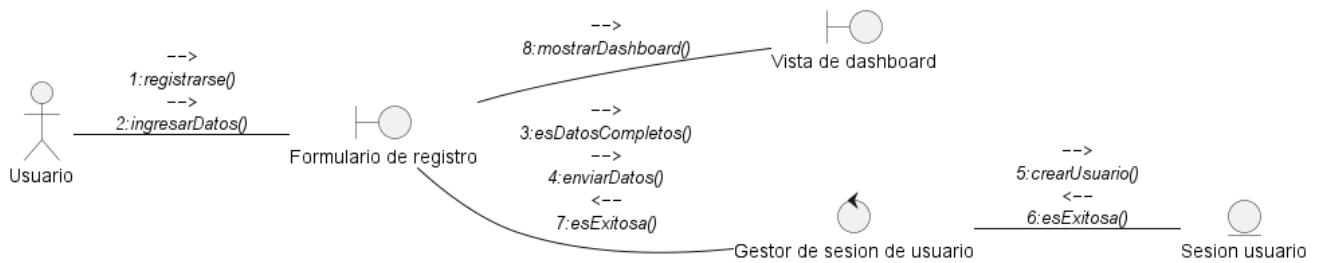 -->
1:registrarse()
-->
2:ingresarDatos()
Usuario
Formulario de registro
-->
8:mostrarDashboard()
Vista de dashboard
-->
3:esDatosCompletos()
-->
4:enviarDatos()
<--
7:esExitosa()
Gestor de sesion de usuario
-->
5:crearUsuario()
<--
6:esExitosa()
Sesion usuario